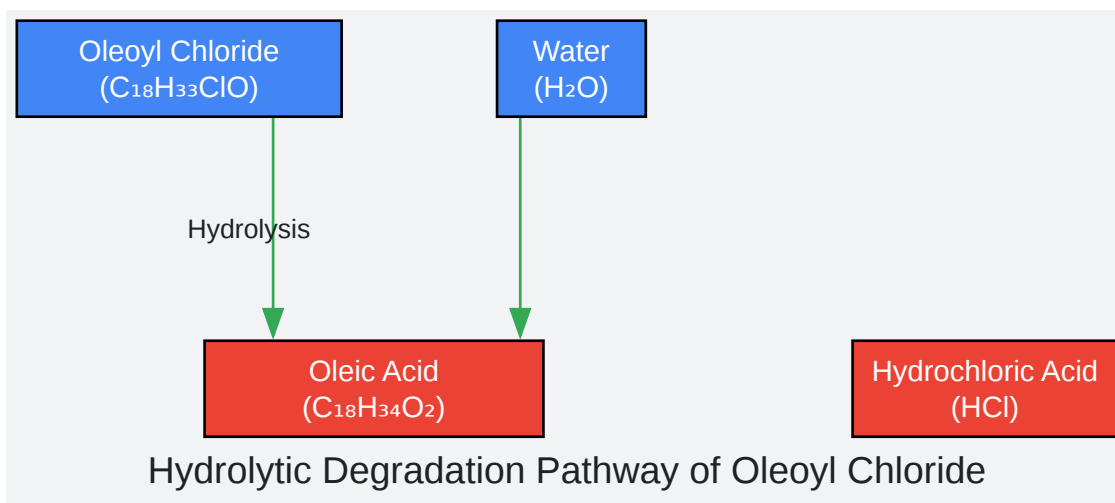 Oleoyl Chloride
(C₁₈H₃₃ClO)
Water
(H₂O)
Hydrolysis
Oleic Acid
(C₁₈H₃₄O₂)
Hydrochloric Acid
(HCl)
Hydrolytic Degradation Pathway of Oleoyl Chloride